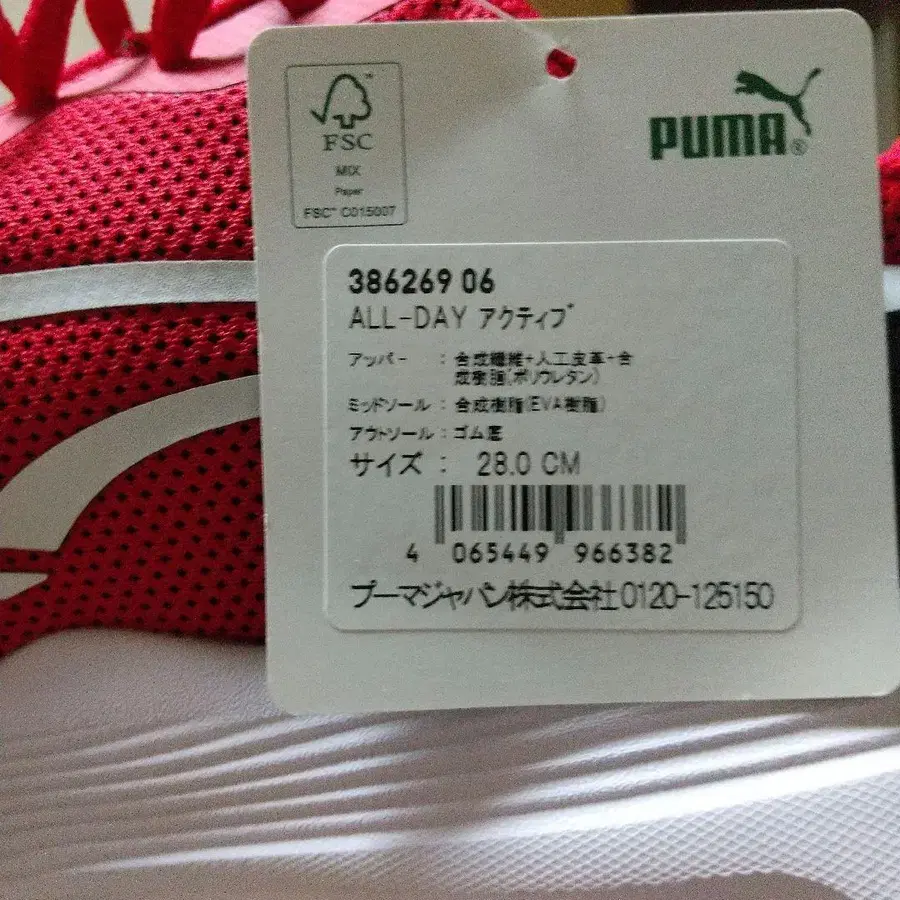 FSC
MIX
Paper
FSC™ C015007
PUMA®
386269 06
ALL-DAY アクティブ
アッパー : 合成繊維+人工皮革+合
成樹脂(ポリウレタン)
ミッドソール : 合成樹脂(EVA樹脂)
アウトソール : ゴム底
サイズ : 28.0 CM
4 065449 966382
プーマジャパン株式会社0120-125150